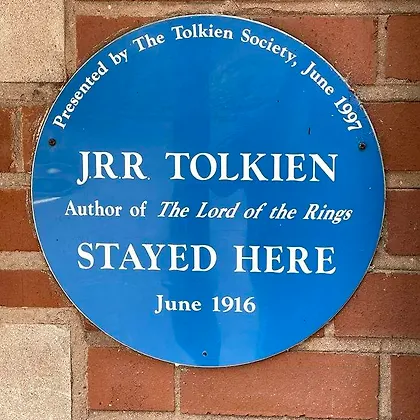 Presented by The Tolkien Society, June 1997
J.R.R. TOLKIEN
Author of The Lord of the Rings
STAYED HERE
June 1916